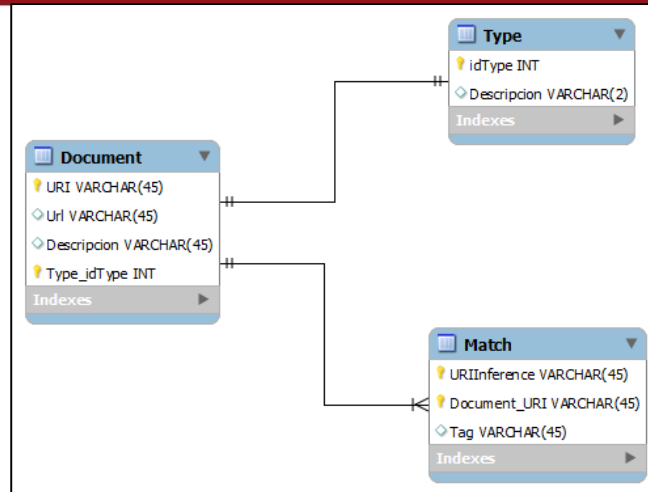 Type
idType INT
Descripcion VARCHAR(2)
Indexes
Document
URI VARCHAR(45)
Url VARCHAR(45)
Descripcion VARCHAR(45)
Type_idType INT
Indexes
Match
URIInference VARCHAR(45)
Document_URI VARCHAR(45)
Tag VARCHAR(45)
Indexes